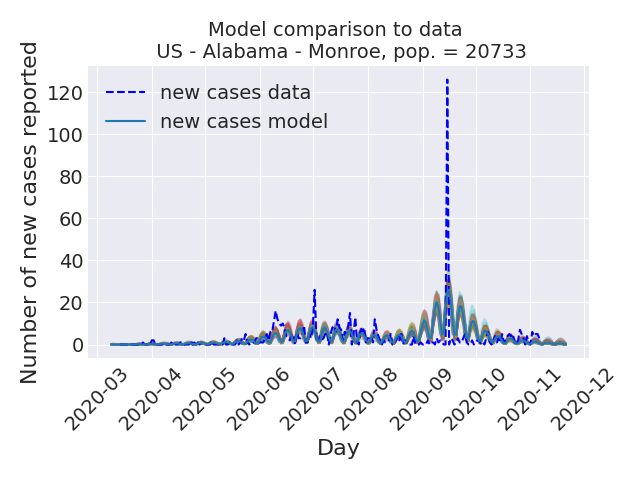 Model comparison to data
US - Alabama - Monroe, pop. = 20733
Number of new cases reported
120
100
80
60
40
20
0
new cases data
new cases model
2020-03
2020-04
2020-05
2020-06
2020-07
2020-08
2020-09
2020-10
2020-11
2020-12
Day